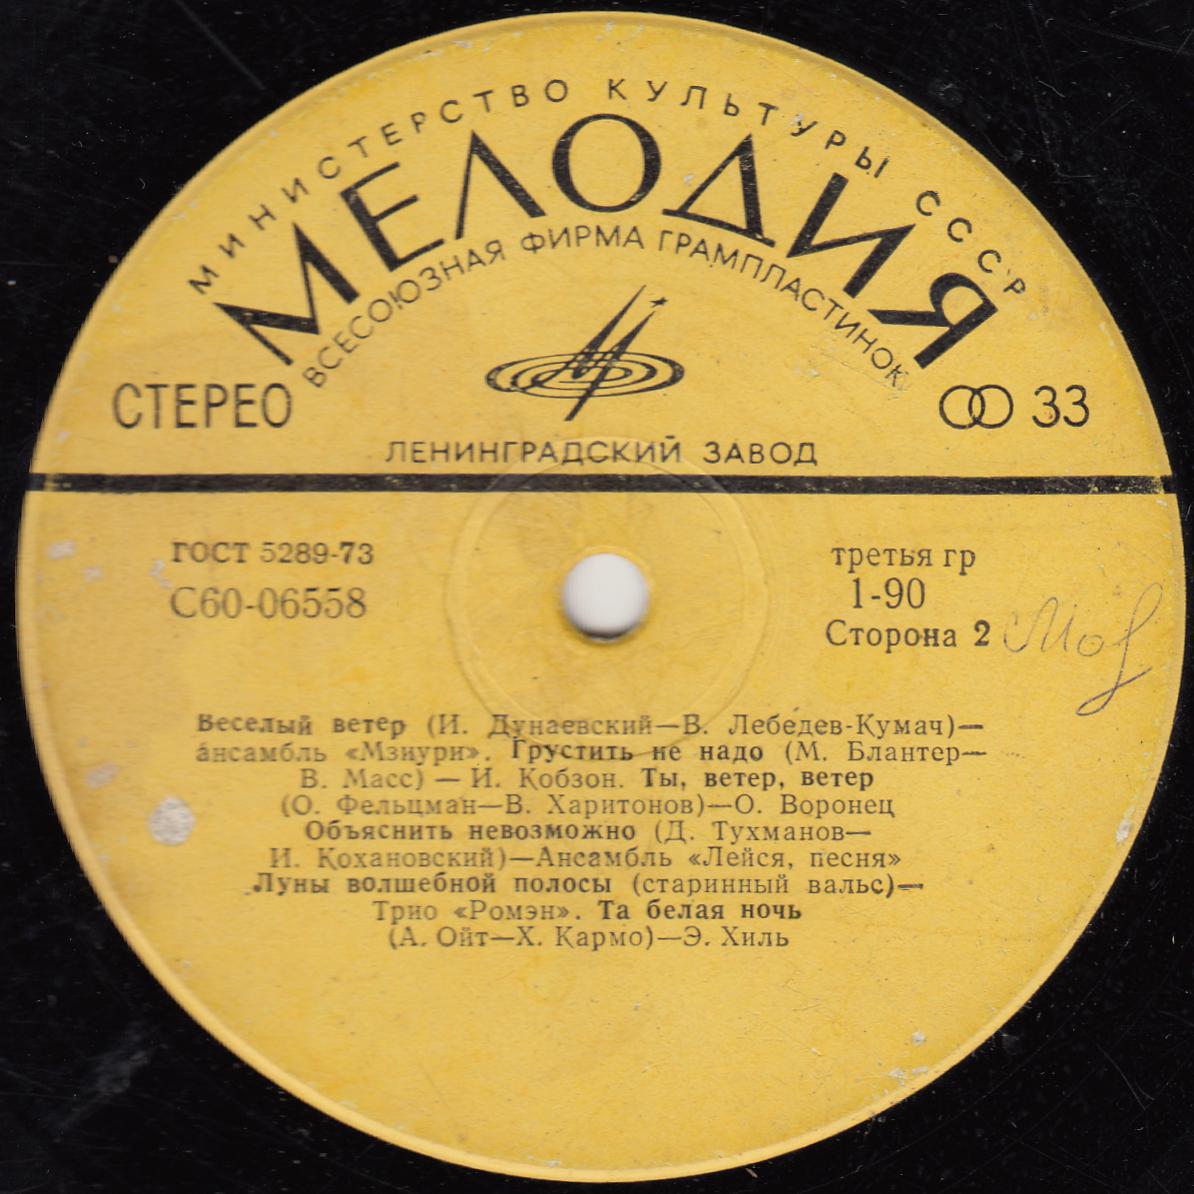 МИНИСТЕРСТВО КУЛЬТУРЫ СССР
МЕЛОДИЯ
ВСЕСОЮЗНАЯ ФИРМА ГРАМПЛАСТИНОК
СТЕРЕО
33
ЛЕНИНГРАДСКИЙ ЗАВОД
ГОСТ 5289-73
С60-06558
третья гр
1-90
Сторона 2
Веселый ветер (И. Дунаевский—В. Лебедев-Кумач)—
ансамбль «Мзиури». Грустить не надо (М. Блантер—
В. Масс) — И. Кобзон. Ты, ветер, ветер
(О. Фельцман—В. Харитонов)—О. Воронец
Объяснить невозможно (Д. Тухманов—
И. Кохановский)—Ансамбль «Лейся, песня»
Луны волшебной полосы (старинный вальс)—
Трио «Ромэн». Та белая ночь
(А. Ойт—Х. Кармо)—Э. Хиль